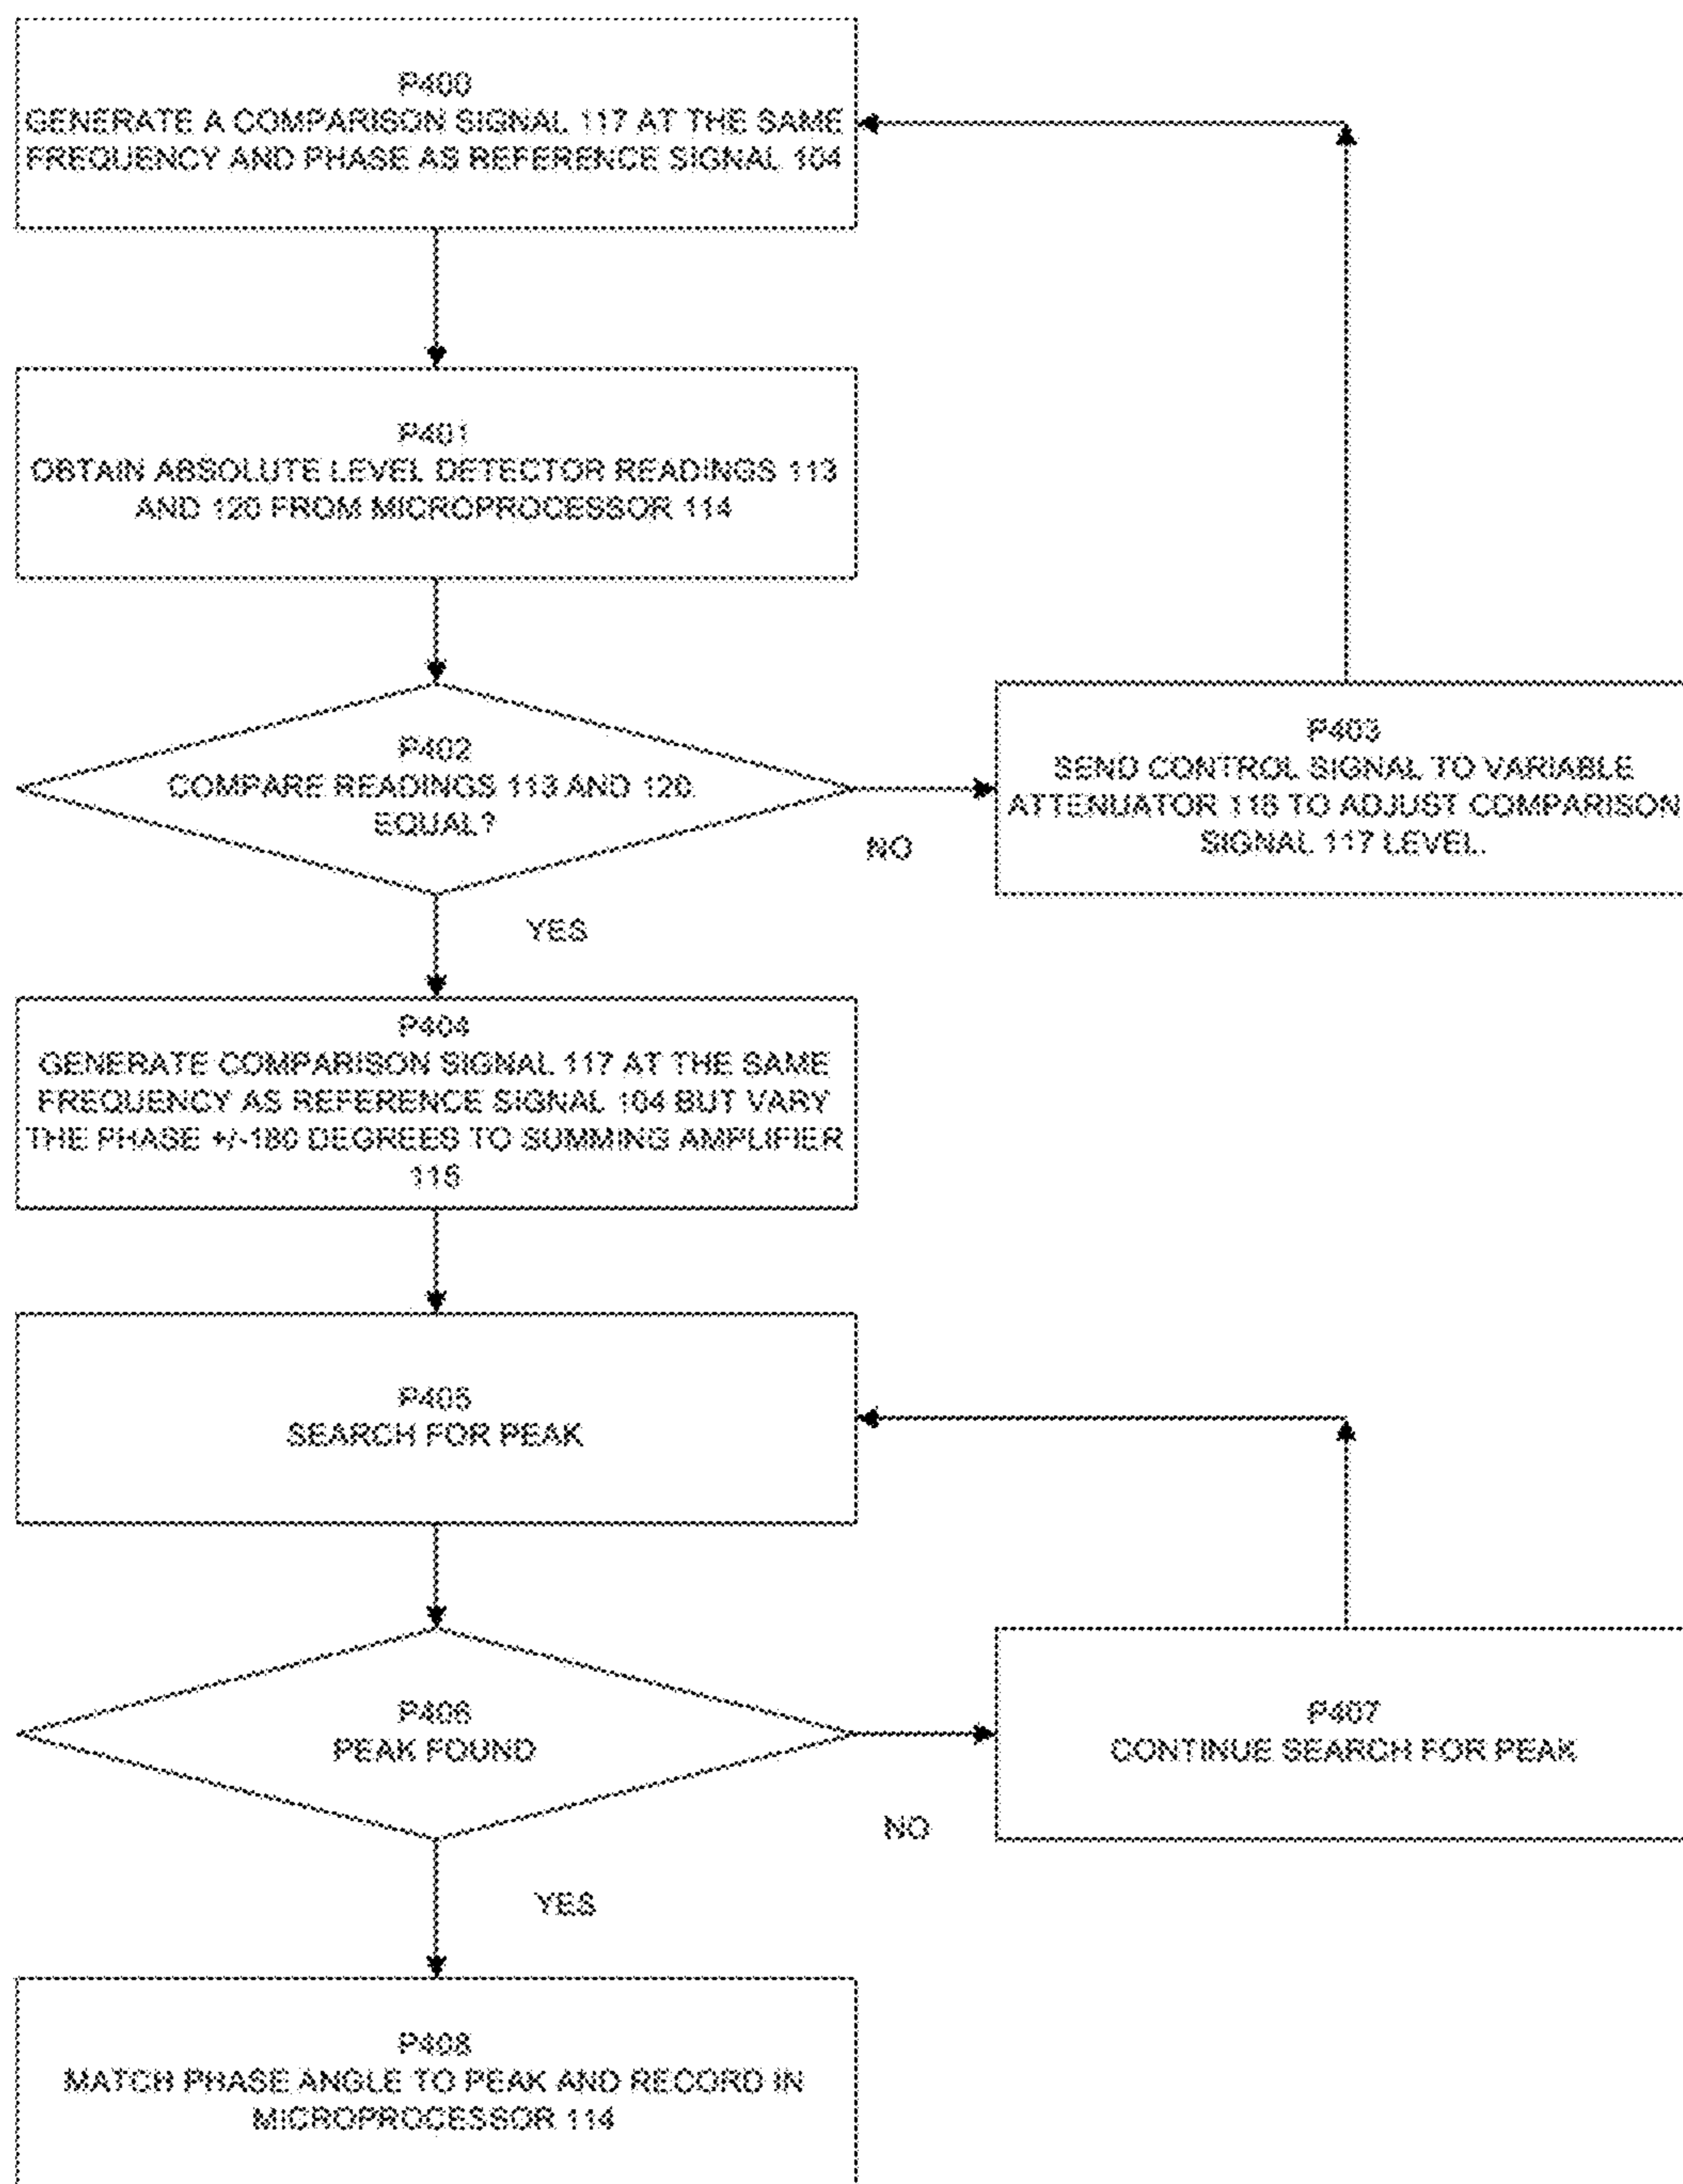 P400
GENERATE A COMPARISON SIGNAL 117 AT THE SAME
FREQUENCY AND PHASE AS REFERENCE SIGNAL 104
P401
OBTAIN ABSOLUTE LEVEL DETECTOR READINGS 113
AND 120 FROM MICROPROCESSOR 114
P402
COMPARE READINGS 113 AND 120.
EQUAL?
NO
P403
SEND CONTROL SIGNAL TO VARIABLE
ATTENUATOR TO ADJUST COMPARISON
SIGNAL 117 LEVEL.
YES
P404
GENERATE COMPARISON SIGNAL 117 AT THE SAME
FREQUENCY AS REFERENCE SIGNAL 104 BUT VARY
THE PHASE +/-180 DEGREES TO SUMMING AMPLIFIER
P405
SEARCH FOR PEAK
P406
PEAK FOUND
NO
P407
CONTINUE SEARCH FOR PEAK
YES
P408
MATCH PHASE ANGLE TO PEAK AND RECORD IN
MICROPROCESSOR 114